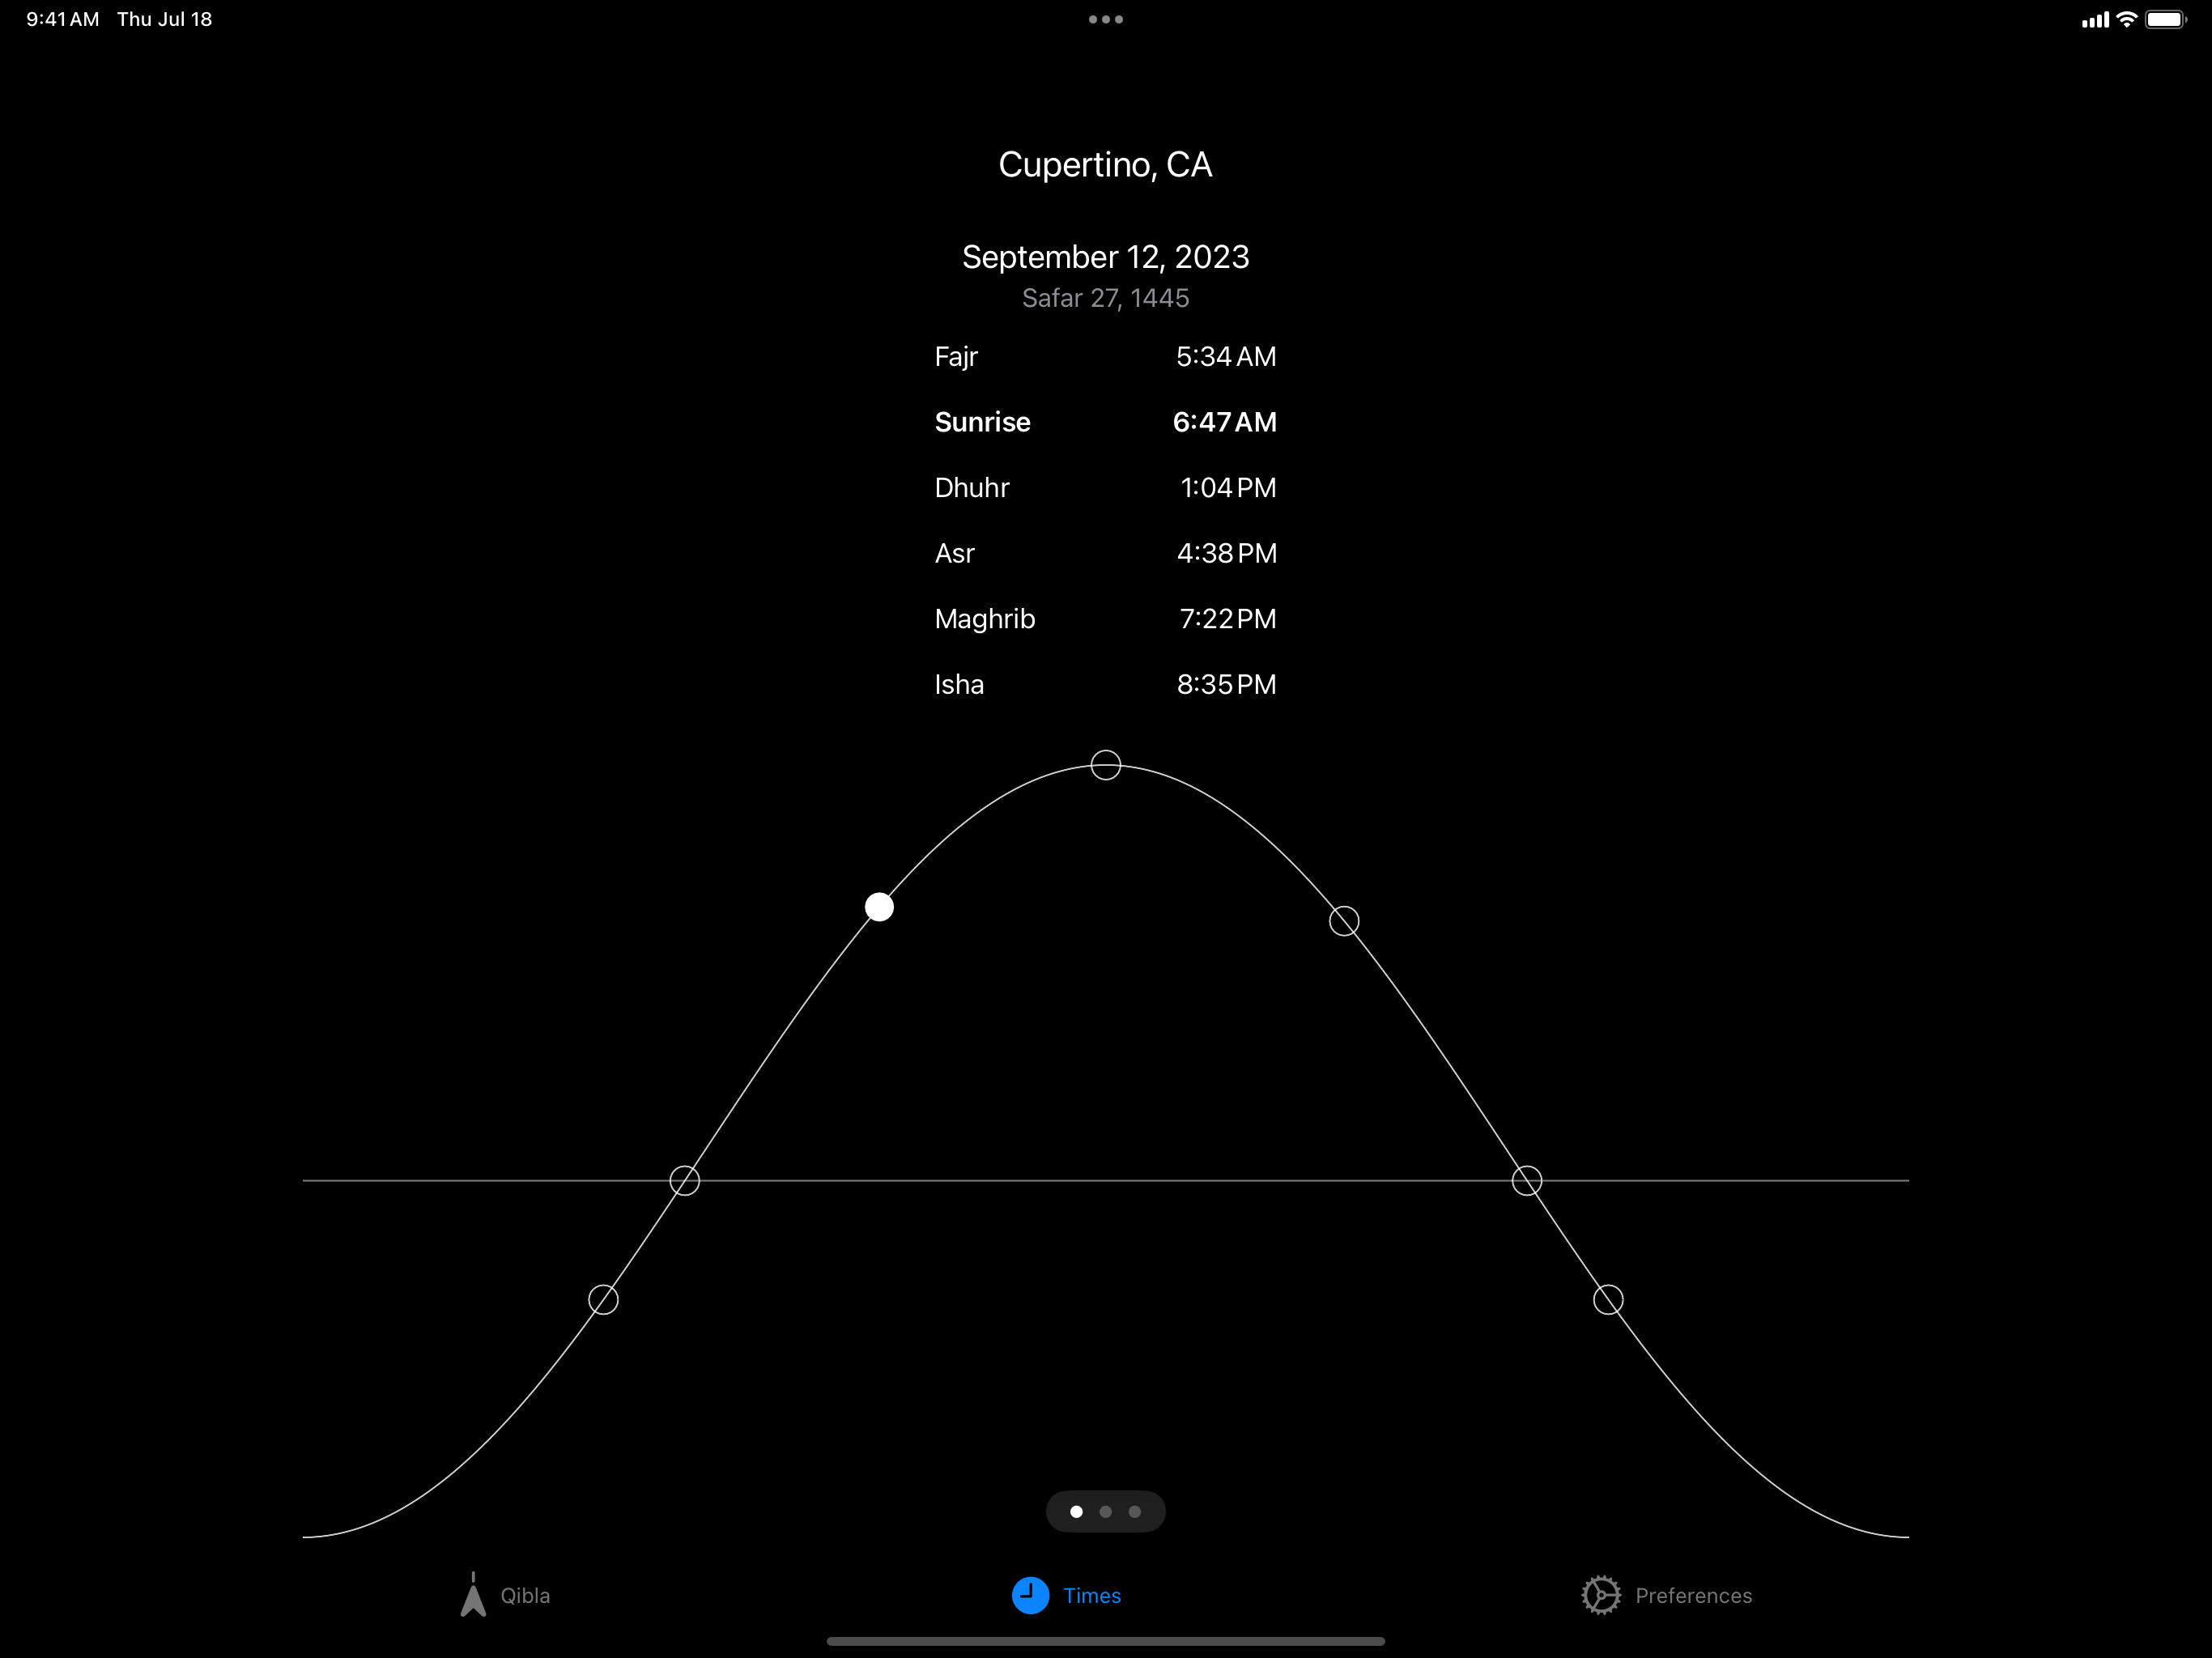 9:41 AM Thu Jul 18
Cupertino, CA
September 12, 2023
Safar 27, 1445
Fajr 5:34 AM
Sunrise 6:47 AM
Dhuhr 1:04 PM
Asr 4:38 PM
Maghrib 7:22 PM
Isha 8:35 PM
Qibla Times Preferences